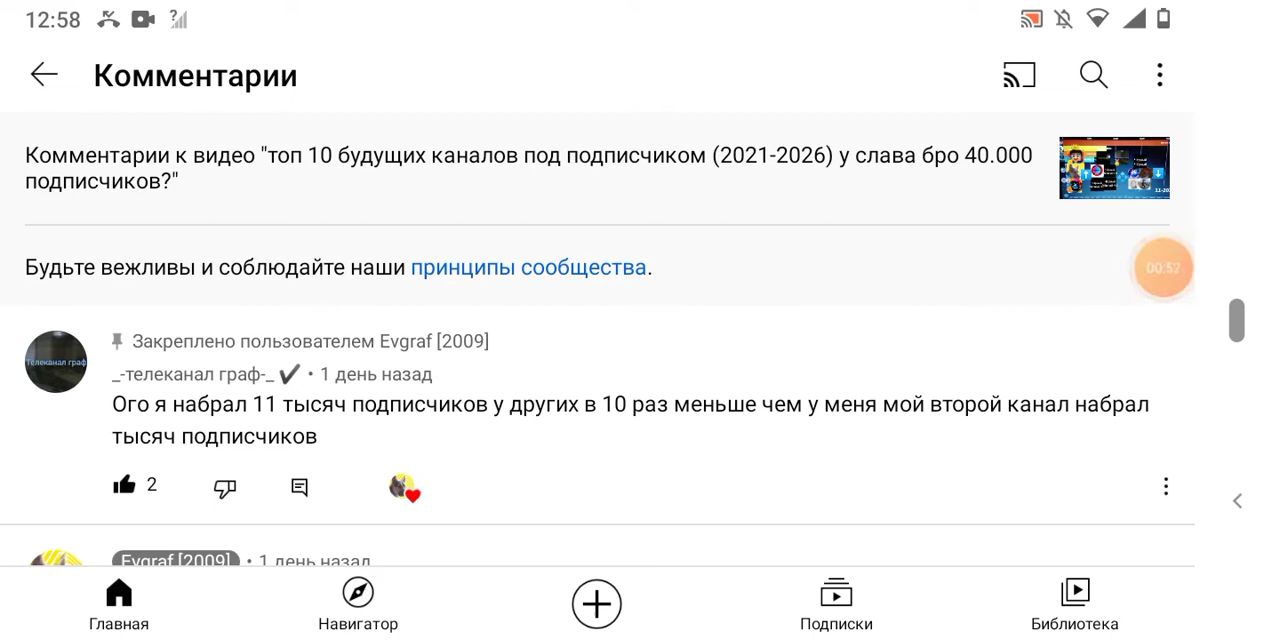 12:58
Комментарии
Комментарии к видео "топ 10 будущих каналов под подписчиком (2021-2026) у слава бро 40.000
подписчиков?"
Будьте вежливы и соблюдайте наши принципы сообщества.
00:52
Закреплено пользователем Evgraf [2009]
Телеканал граф
_-телеканал граф-_ ✔ • 1 день назад
Ого я набрал 11 тысяч подписчиков у других в 10 раз меньше чем у меня мой второй канал набрал
тысяч подписчиков
2
Evgraf [2009] • 1 день назад
Главная
Навигатор
Подписки
Библиотека